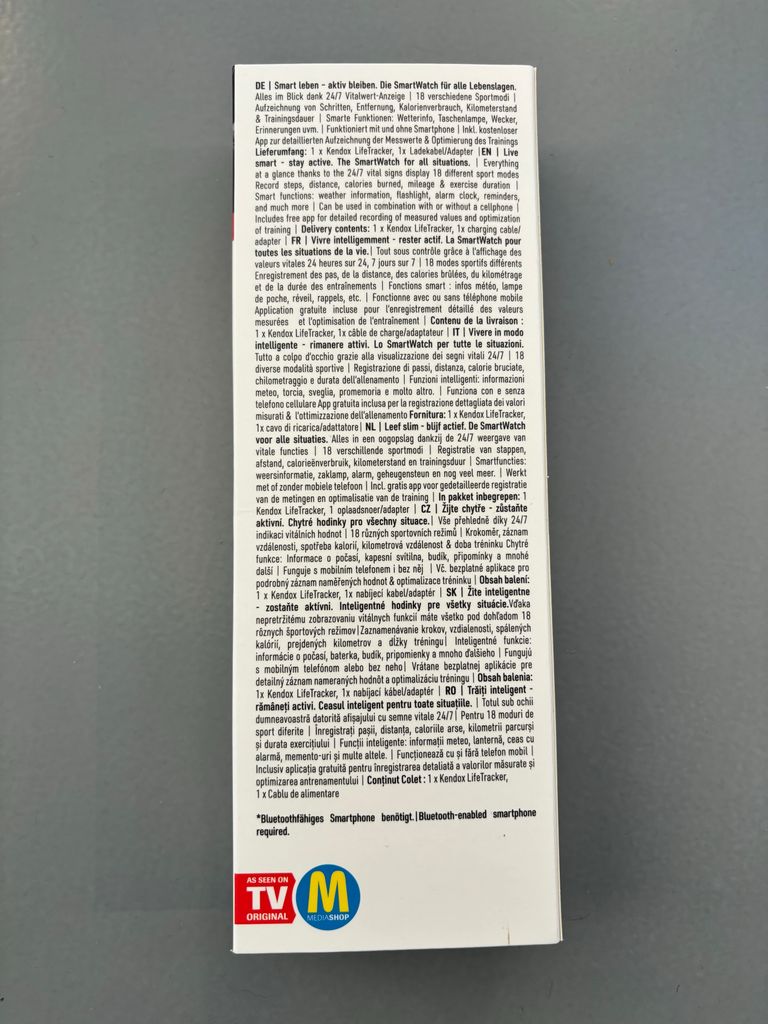 DE | Smart leben – aktiv bleiben. Die SmartWatch für alle Lebenslagen.
Alles im Blick dank 24/7 Vitalwert-Anzeige | 18 verschiedene Sportmodi |
Aufzeichnung von Schritten, Entfernung, Kalorienverbrauch, Kilometerstand
& Trainingsdauer | Smarte Funktionen: Wetterinfo, Taschenlampe, Wecker,
Erinnerungen uvm. | Funktioniert mit und ohne Smartphone | Inkl. kostenloser
App zur detaillierten Aufzeichnung der Messwerte & Optimierung des Trainings
Lieferumfang: 1 x Kendox LifeTracker, 1x Ladekabel/Adapter |EN | Live
smart - stay active. The SmartWatch for all situations. | Everything
at a glance thanks to the 24/7 vital signs display 18 different sport modes
Record steps, distance, calories burned, mileage & exercise duration |
Smart functions: weather information, flashlight, alarm clock, reminders,
and much more | Can be used in combination with or without a cellphone |
Includes free app for detailed recording of measured values and optimization
of training | Delivery contents: 1 x Kendox LifeTracker, 1x charging cable/
adapter | FR | Vivre intelligemment - rester actif. La SmartWatch pour
toutes les situations de la vie.| Tout sous contrôle grâce à l'affichage des
valeurs vitales 24 heures sur 24, 7 jours sur 7 | 18 modes sportifs différents
Enregistrement des pas, de la distance, des calories brûlées, du kilométrage
et de la durée des entraînements | Fonctions smart : infos météo, lampe
de poche, réveil, rappels, etc. | Fonctionne avec ou sans téléphone mobile
Application gratuite incluse pour l'enregistrement détaillé des valeurs
mesurées et l'optimisation de l'entraînement | Contenu de la livraison :
1 x Kendox LifeTracker, 1x câble de charge/adaptateur | IT | Vivere in modo
intelligente - rimanere attivi. Lo SmartWatch per tutte le situazioni.
Tutto a colpo d'occhio grazie alla visualizzazione dei segni vitali 24/7 | 18
diverse modalità sportive | Registrazione di passi, distanza, calorie bruciate,
chilometraggio e durata dell'allenamento | Funzioni intelligenti: informazioni
meteo, torcia, sveglia, promemoria e molto altro. | Funziona con e senza
telefono cellulare App gratuita inclusa per la registrazione dettagliata dei valori
misurati & l'ottimizzazione dell'allenamento Fornitura: 1 x Kendox LifeTracker,
1x cavo di ricarica/adattatore| NL | Leef slim - blijf actief. De SmartWatch
voor alle situaties. Alles in een oogopslag dankzij de 24/7 weergave van
vitale functies | 18 verschillende sportmodi | Registratie van stappen,
afstand, calorieënverbruik, kilometerstand en trainingsduur | Smartfuncties:
weersinformatie, zaklamp, alarm, geheugensteun en nog veel meer. | Werkt
met of zonder mobiele telefoon | Incl. gratis app voor gedetailleerde registratie
van de metingen en optimalisatie van de training | In pakket inbegrepen: 1
Kendox LifeTracker, 1 oplaadsnoer/adapter | CZ | Žijte chytře - zůstaňte
aktivní. Chytré hodinky pro všechny situace.| Vše přehledně díky 24/7
indikaci vitálních hodnot | 18 různých sportovních režimů | Krokoměr, záznam
vzdálenosti, spotřeba kalorií, kilometrová vzdálenost & doba tréninku Chytré
funkce: Informace o počasí, kapesní svítilna, budík, připomínky a mnohé
další | Funguje s mobilním telefonem i bez něj | Vč. bezplatné aplikace pro
podrobný záznam naměřených hodnot & optimalizace tréninku | Obsah balení:
1 x Kendox LifeTracker, 1x nabíjecí kabel/adaptér | SK | Žite inteligentne
- zostaňte aktívni. Inteligentné hodinky pre všetky situácie.Vďaka
nepretržitému zobrazovaniu vitálnych funkcií máte všetko pod dohľadom 18
rôznych športových režimov|Zaznamenávanie krokov, vzdialenosti, spálených
kalórií, prejdených kilometrov a dĺžky tréningu| Inteligentné funkcie:
informácie o počasí, baterka, budík, pripomienky a mnoho ďalšieho | Fungujú
s mobilným telefónom alebo bez neho| Vrátane bezplatnej aplikácie pre
detailný záznam nameraných hodnôt a optimalizáciu tréningu | Obsah balenia:
1x Kendox LifeTracker, 1x nabíjací kábel/adaptér | RO | Trăiți inteligent -
rămâneți activi. Ceasul inteligent pentru toate situațiile. | Totul sub ochii
dumneavoastră datorită afișajului cu semne vitale 24/7| Pentru 18 moduri de
sport diferite | Înregistrați pașii, distanța, caloriile arse, kilometrii parcurși
și durata exercițiului | Funcții inteligente: informații meteo, lanternă, ceas cu
alarmă, memento-uri și multe altele. | Funcționează cu și fără telefon mobil |
Inclusiv aplicația gratuită pentru înregistrarea detaliată a valorilor măsurate și
optimizarea antrenamentului | Conținut Colet : 1 x Kendox LifeTracker,
1 x Cablu de alimentare
*Bluetoothfähiges Smartphone benötigt.|Bluetooth-enabled smartphone
required.
AS SEEN ON
TV
ORIGINAL
M
MEDIASHOP